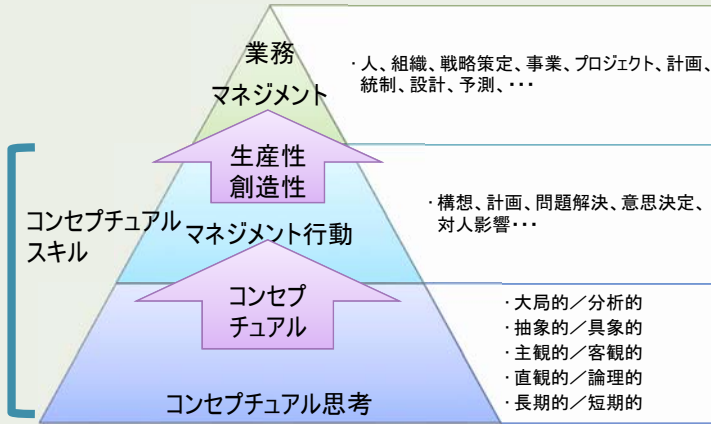 業務
マネジメント
・人、組織、戦略策定、事業、プロジェクト、計画、
統制、設計、予測、・・・
生産性
創造性
・構想、計画、問題解決、意思決定、
対人影響・・・
コンセプチュアル
スキル
マネジメント行動
コンセプ
チュアル
・大局的／分析的
・抽象的／具象的
・主観的／客観的
・直観的／論理的
・長期的／短期的
コンセプチュアル思考